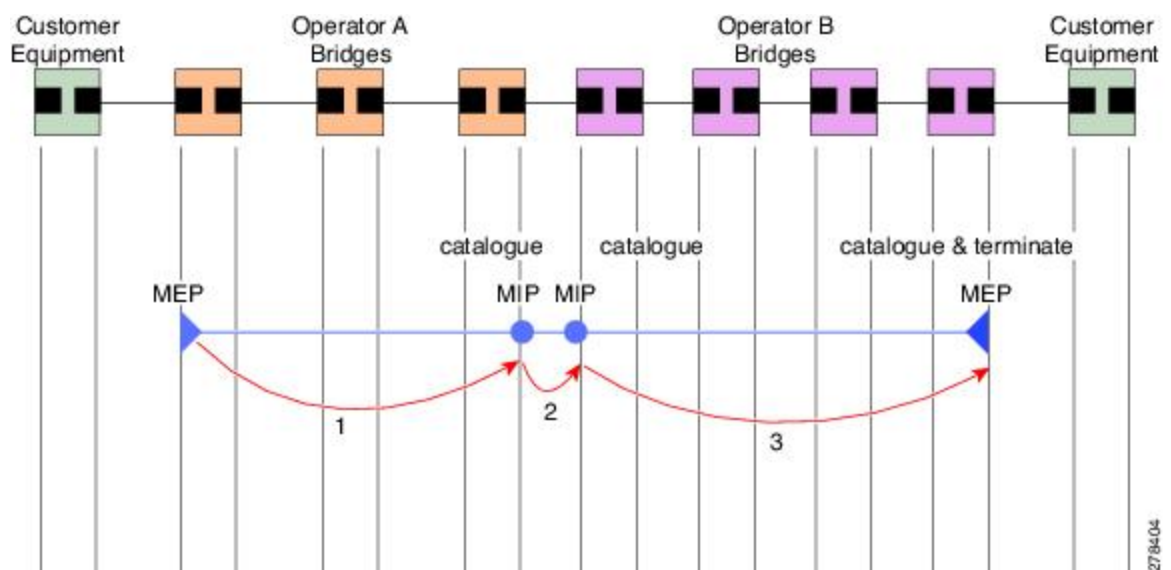 Customer
Equipment
Operator A
Bridges
Operator B
Bridges
Customer
Equipment
catalogue
catalogue
catalogue & terminate
MEP
MIP
MIP
MEP
1
2
3
278404